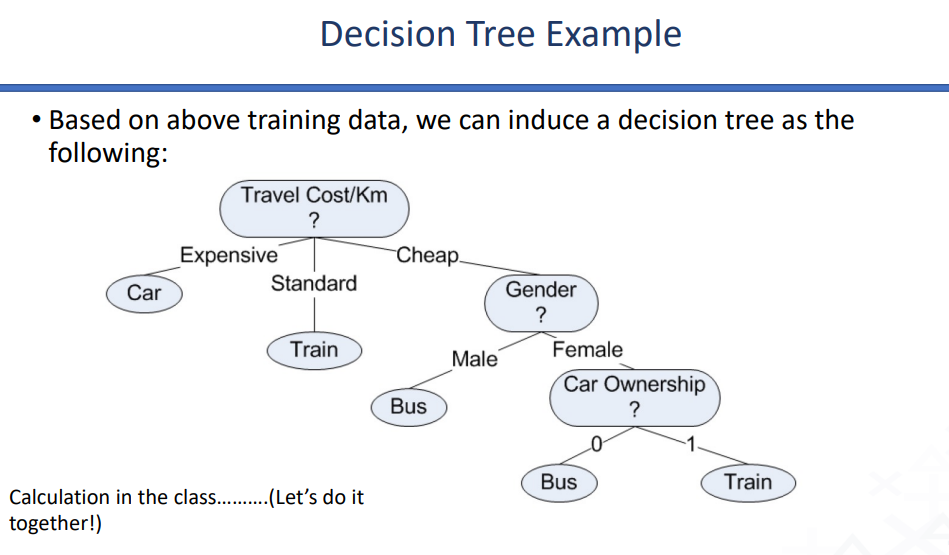 Decision Tree Example
• Based on above training data, we can induce a decision tree as the
following:
Travel Cost/Km
?
Expensive
Cheap
Standard
Car
Gender
?
Train
Male
Female
Car Ownership
?
Bus
0
1
Bus
Train
Calculation in the class..........(Let's do it
together!)